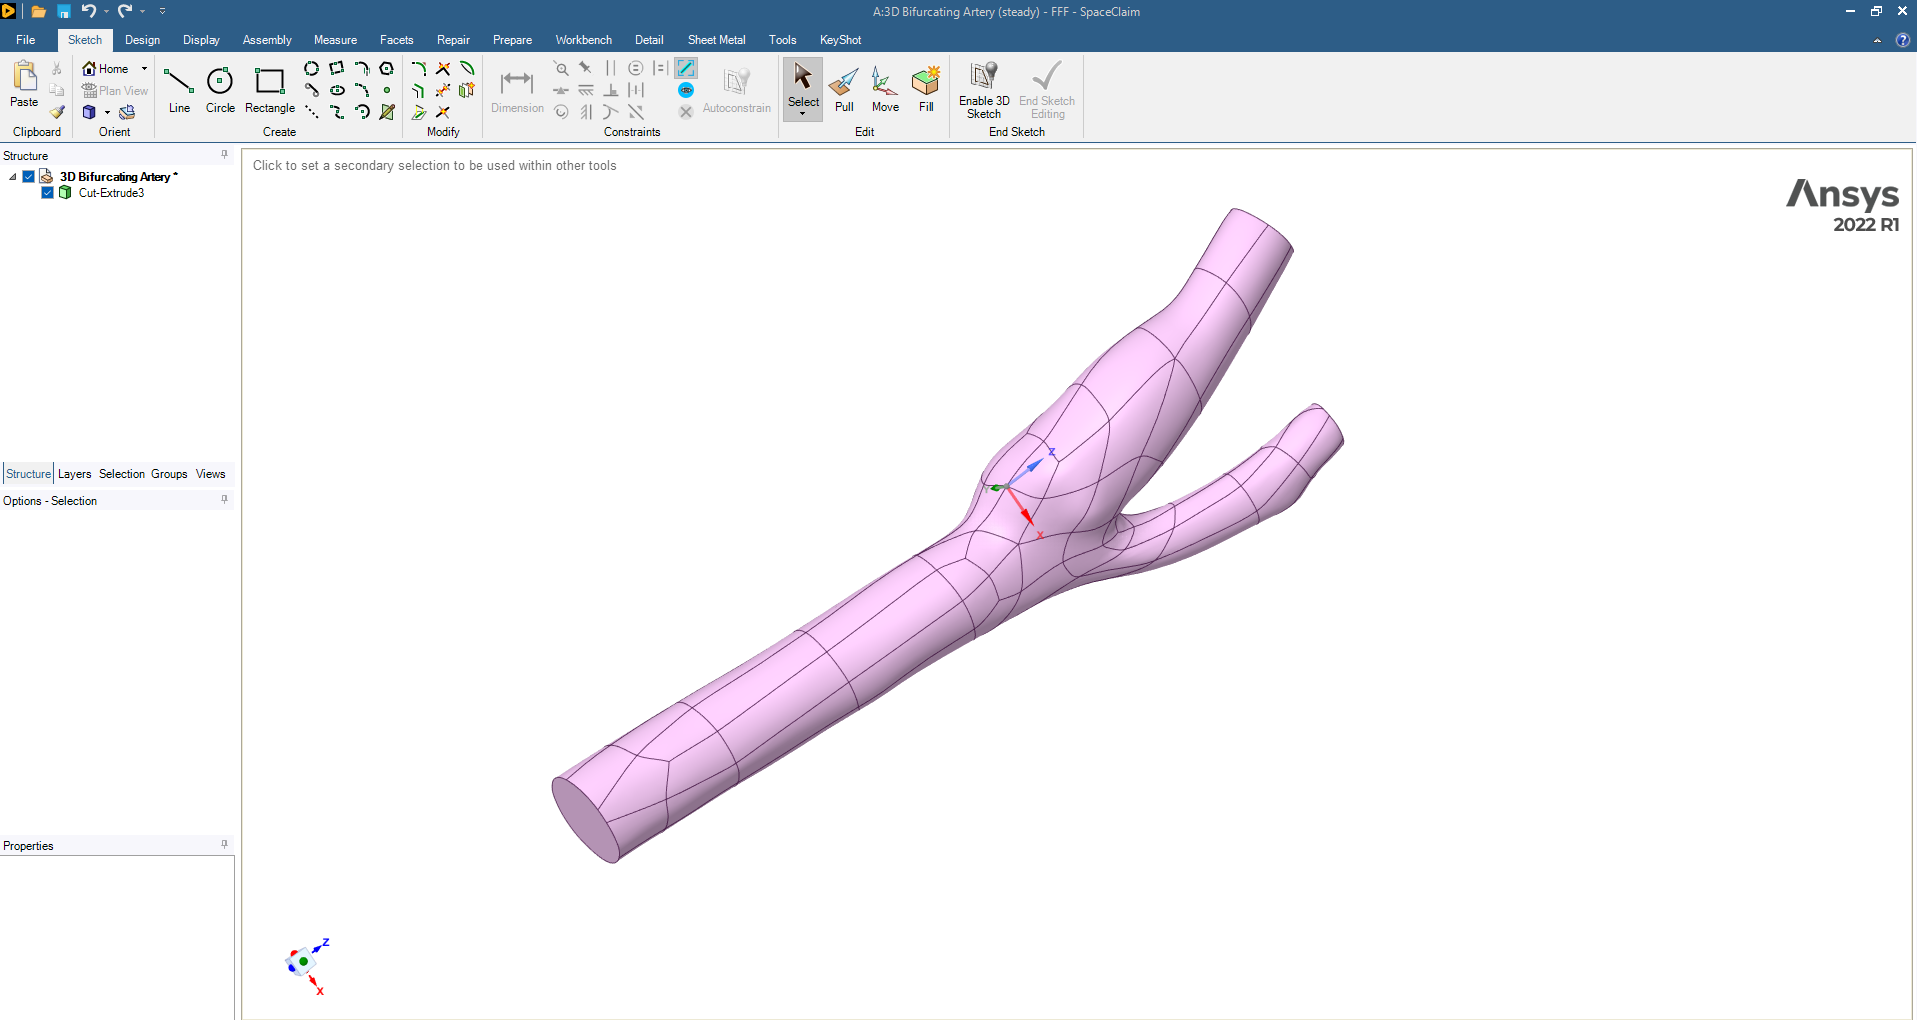 A:3D Bifurcating Artery (steady) - FFF - SpaceClaim
File Sketch Design Display Assembly Measure Facets Repair Prepare Workbench Detail Sheet Metal Tools KeyShot
Paste
Home
Plan View
Line Circle Rectangle
Dimension
Autoconstrain
Select Pull Move Fill
Enable 3D Sketch
End Sketch Editing
Clipboard Orient Create Modify Constraints Edit End Sketch
Structure
3D Bifurcating Artery *
Cut-Extrude3
Structure Layers Selection Groups Views
Options - Selection
Properties
Click to set a secondary selection to be used within other tools
Ansys
2022 R1
Z
Y
X
Z
X